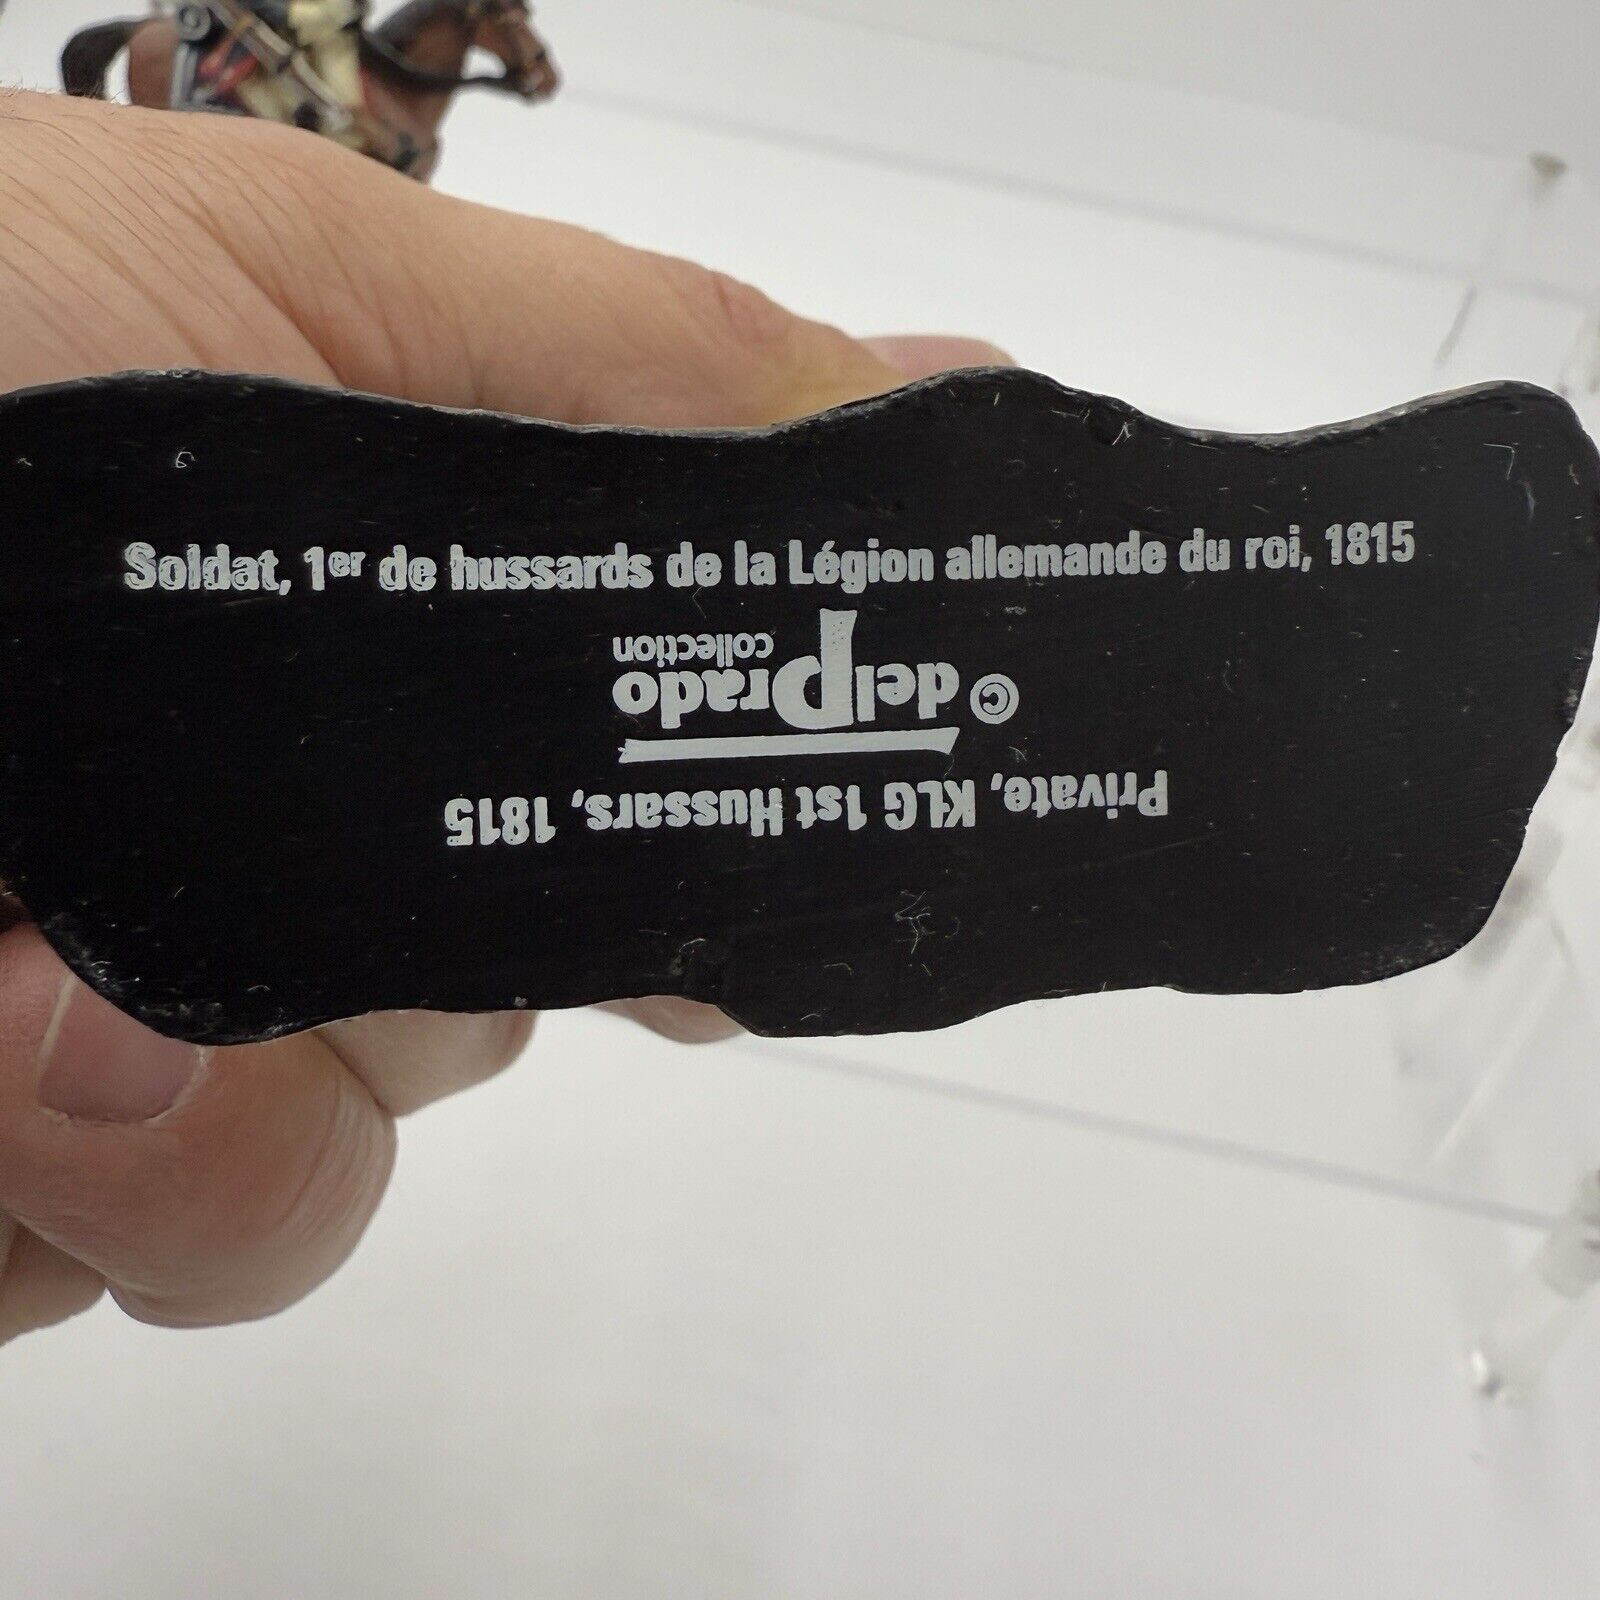 Soldat, 1er de hussards de la Légion allemande du roi, 1815
Private, KLG 1st Hussars, 1815
© delPrado
collection